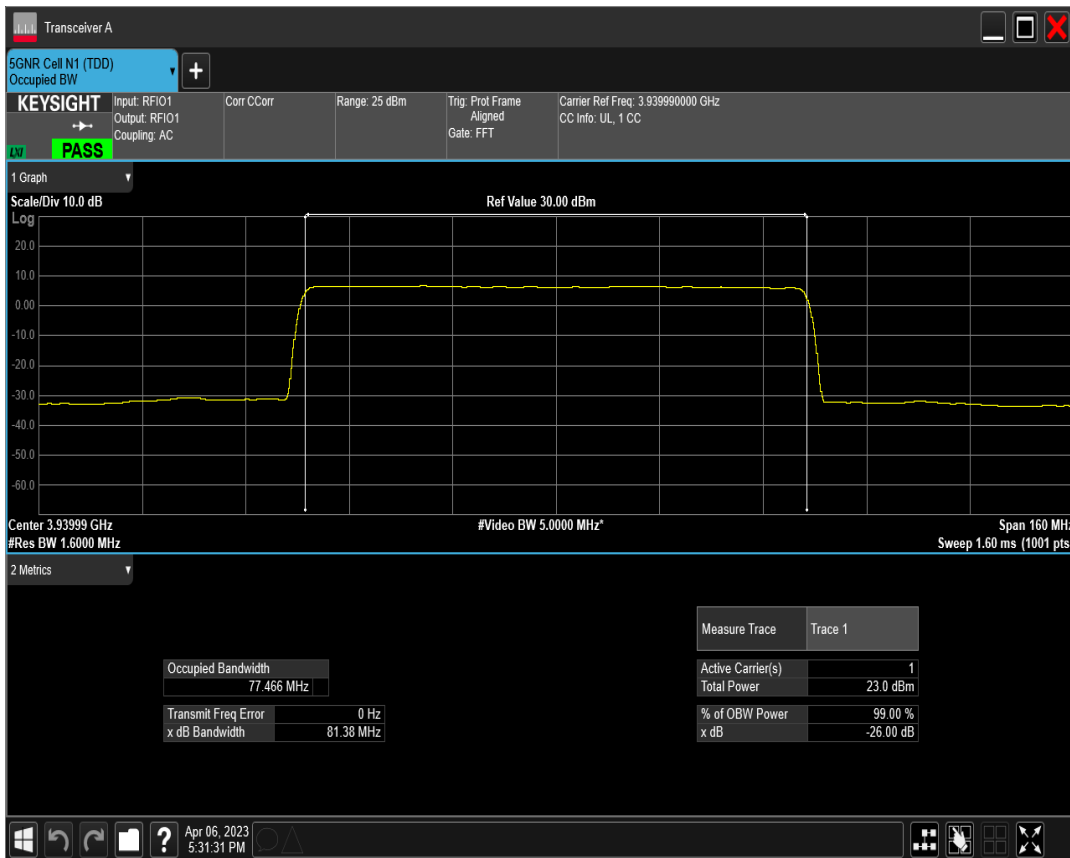 Transceiver A
5GNR Cell N1 (TDD)
Occupied BW
+
KEYSIGHT
LXI
PASS
Input: RFIO1
Output: RFIO1
Coupling: AC
Corr CCorr
Range: 25 dBm
Trig: Prot Frame
Aligned
Gate: FFT
Carrier Ref Freq: 3.939990000 GHz
CC Info: UL, 1 CC
1 Graph
Scale/Div 10.0 dB
Ref Value 30.00 dBm
Log
20.0
10.0
0.00
-10.0
-20.0
-30.0
-40.0
-50.0
-60.0
Center 3.93999 GHz
#Video BW 5.0000 MHz*
Span 160 MHz
#Res BW 1.6000 MHz
Sweep 1.60 ms (1001 pts
2 Metrics
Measure Trace Trace 1
Occupied Bandwidth
77.466 MHz
Active Carrier(s) 1
Total Power 23.0 dBm
Transmit Freq Error 0 Hz
x dB Bandwidth 81.38 MHz
% of OBW Power 99.00 %
x dB -26.00 dB
?
Apr 06, 2023
5:31:31 PM